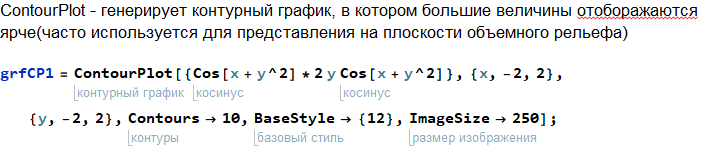 ContourPlot - генерирует контурный график, в котором большие величины отоборажаются
ярче(часто используется для представления на плоскости объемного рельефа)
grfCP1 = ContourPlot[{Cos[x + y^2] * 2 y Cos[x + y^2]}, {x, -2, 2},
контурный график косинус косинус
{y, -2, 2}, Contours → 10, BaseStyle → {12}, ImageSize → 250];
контуры базовый стиль размер изображения